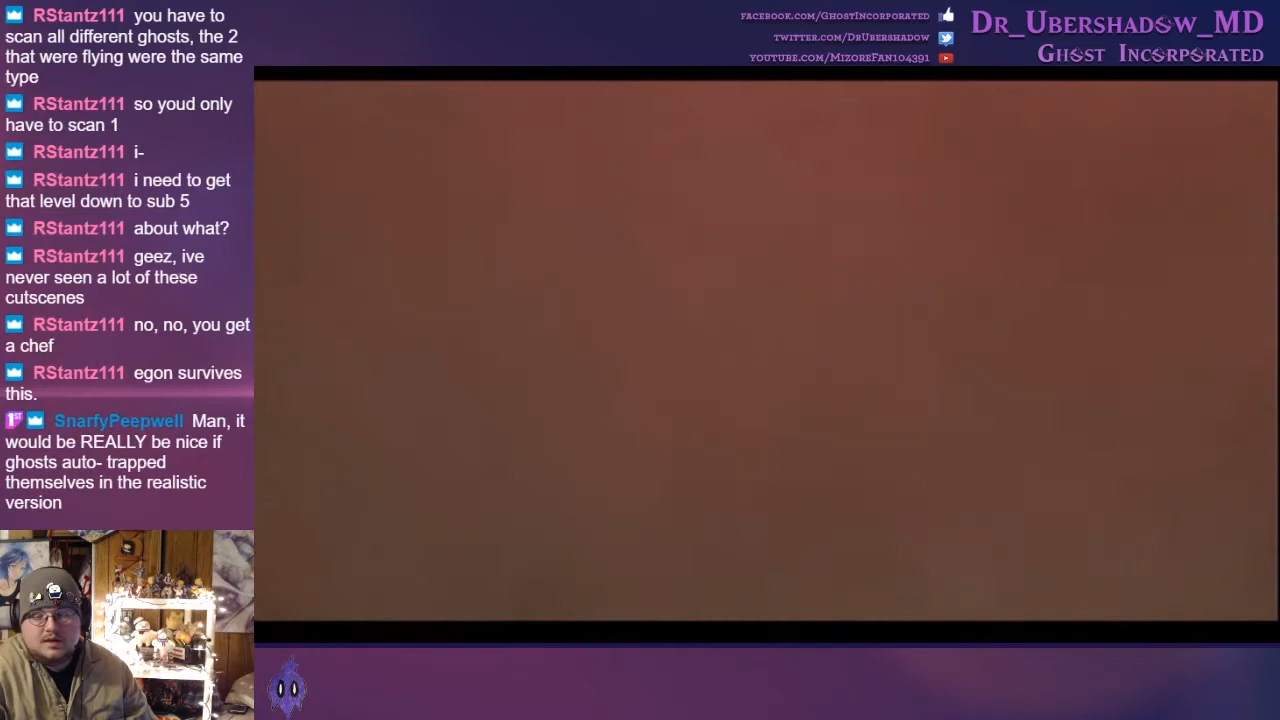 RStantz111 you have to
scan all different ghosts, the 2
that were flying were the same
type
RStantz111 so youd only
have to scan 1
RStantz111 i-
RStantz111 i need to get
that level down to sub 5
RStantz111 about what?
RStantz111 geez, ive
never seen a lot of these
cutscenes
RStantz111 no, no, you get
a chef
RStantz111 egon survives
this.
1ST SnarfyPeepwell Man, it
would be REALLY be nice if
ghosts auto- trapped
themselves in the realistic
version
facebook.com/GhostIncorporated
twitter.com/DrUbershadow
youtube.com/MizoreFan104391
Dr_Ubershadow_MD
Ghost Incorporated